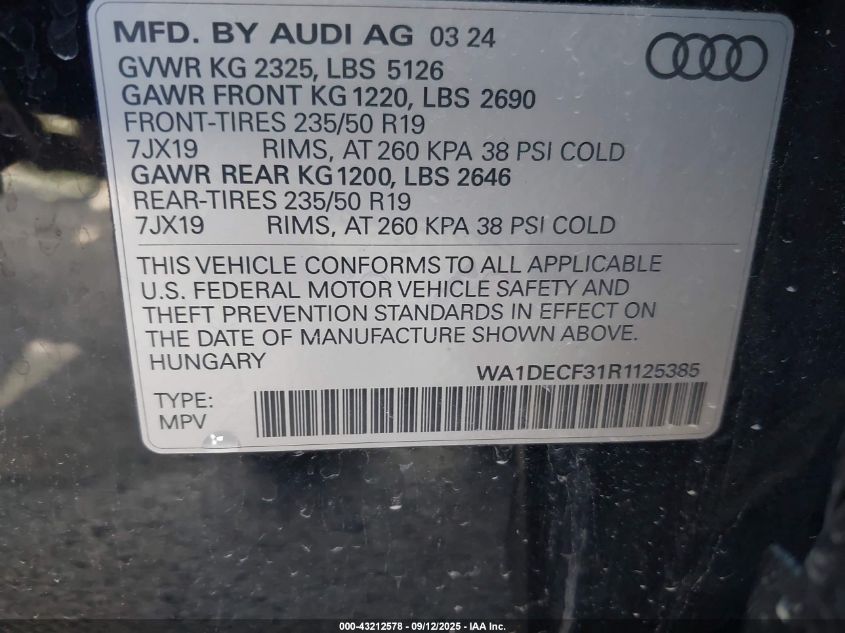 MFD. BY AUDI AG 03 24
GVWR KG 2325, LBS 5126
GAWR FRONT KG 1220, LBS 2690
FRONT-TIRES 235/50 R19
7JX19 RIMS, AT 260 KPA 38 PSI COLD
GAWR REAR KG 1200, LBS 2646
REAR-TIRES 235/50 R19
7JX19 RIMS, AT 260 KPA 38 PSI COLD
THIS VEHICLE CONFORMS TO ALL APPLICABLE
U.S. FEDERAL MOTOR VEHICLE SAFETY AND
THEFT PREVENTION STANDARDS IN EFFECT ON
THE DATE OF MANUFACTURE SHOWN ABOVE.
HUNGARY
WA1DECF31R1125385
TYPE:
MPV
000-43212578 - 09/12/2025 - IAA Inc.